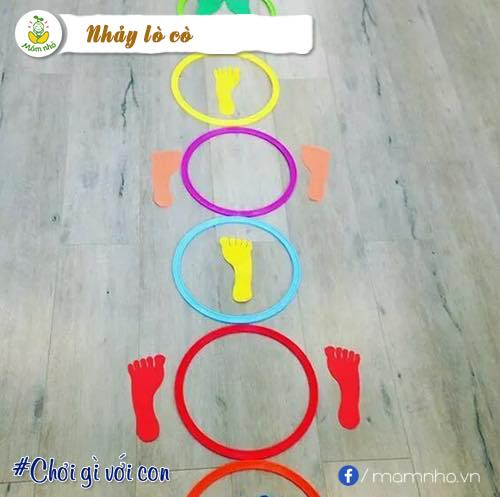 Mầm nhỏ
Nhảy lò cò
#Chơi gì với con
f/mamnho.vn